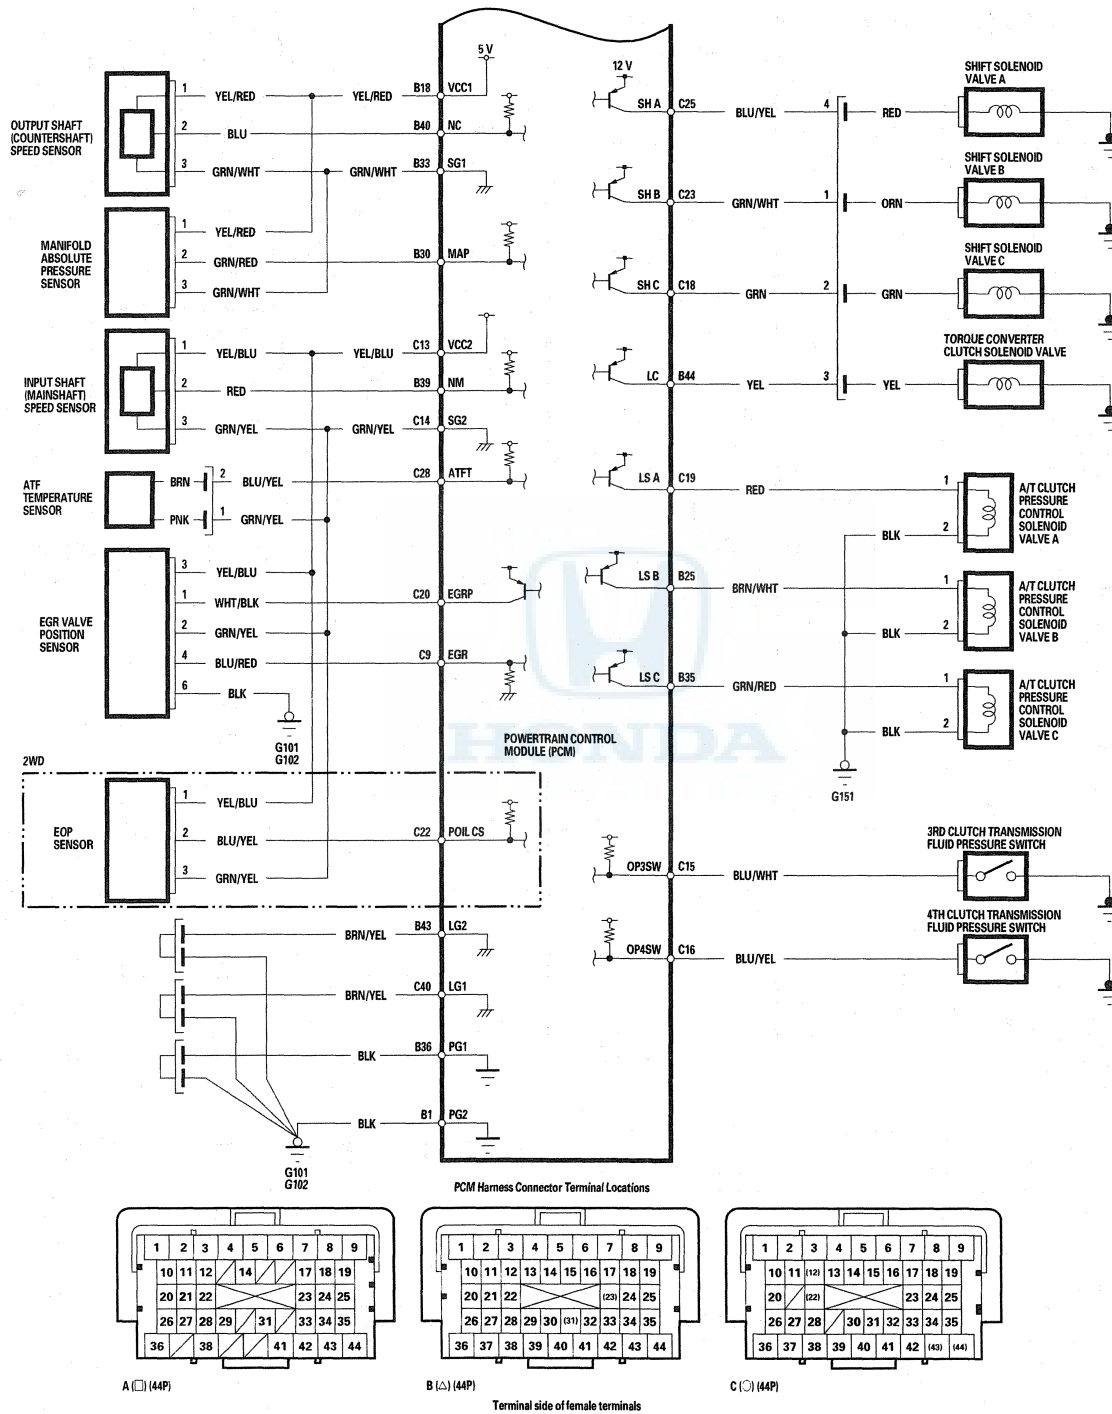 5 V
12 V
OUTPUT SHAFT
(COUNTERSHAFT)
SPEED SENSOR
1 YEL/RED YEL/RED B18 VCC1
2 BLU B40 NC
3 GRN/WHT GRN/WHT B33 SG1
MANIFOLD
ABSOLUTE
PRESSURE
SENSOR
1 YEL/RED
2 GRN/RED B30 MAP
3 GRN/WHT
INPUT SHAFT
(MAINSHAFT)
SPEED SENSOR
1 YEL/BLU YEL/BLU C13 VCC2
2 RED B39 NM
3 GRN/YEL GRN/YEL C14 SG2
ATF
TEMPERATURE
SENSOR
BRN 2 BLU/YEL C28 ATFT
PNK 1 GRN/YEL
EGR VALVE
POSITION
SENSOR
3 YEL/BLU
1 WHT/BLK C20 EGRP
2 GRN/YEL
4 BLU/RED C9 EGR
6 BLK
G101
G102
2WD
EOP
SENSOR
1 YEL/BLU
2 BLU/YEL C22 POIL CS
3 GRN/YEL
BRN/YEL B43 LG2
BRN/YEL C40 LG1
BLK B36 PG1
BLK B1 PG2
G101
G102
HONDA
POWERTRAIN CONTROL
MODULE (PCM)
SHIFT SOLENOID
VALVE A
SH A C25 BLU/YEL 4 RED
SHIFT SOLENOID
VALVE B
SH B C23 GRN/WHT 1 ORN
SHIFT SOLENOID
VALVE C
SH C C18 GRN 2 GRN
TORQUE CONVERTER
CLUTCH SOLENOID VALVE
LC B44 YEL 3 YEL
LS A C19 RED 1
BLK 2
A/T CLUTCH
PRESSURE
CONTROL
SOLENOID
VALVE A
LS B B25 BRN/WHT 1
BLK 2
A/T CLUTCH
PRESSURE
CONTROL
SOLENOID
VALVE B
LS C B35 GRN/RED 1
BLK 2
A/T CLUTCH
PRESSURE
CONTROL
SOLENOID
VALVE C
G151
3RD CLUTCH TRANSMISSION
FLUID PRESSURE SWITCH
OP3SW C15 BLU/WHT
4TH CLUTCH TRANSMISSION
FLUID PRESSURE SWITCH
OP4SW C16 BLU/YEL
PCM Harness Connector Terminal Locations
1 2 3 4 5 6 7 8 9
10 11 12 14 17 18 19
20 21 22 23 24 25
26 27 28 29 31 33 34 35
36 38 41 42 43 44
A (□) (44P)
1 2 3 4 5 6 7 8 9
10 11 12 13 14 15 16 17 18 19
20 21 22 (23) 24 25
26 27 28 29 30 (31) 32 33 34 35
36 37 38 39 40 41 42 43 44
B (△) (44P)
1 2 3 4 5 6 7 8 9
10 11 (12) 13 14 15 16 17 18 19
20 (22) 23 24 25
26 27 28 30 31 32 33 34 35
36 37 38 39 40 41 42 (43) (44)
C (○) (44P)
Terminal side of female terminals